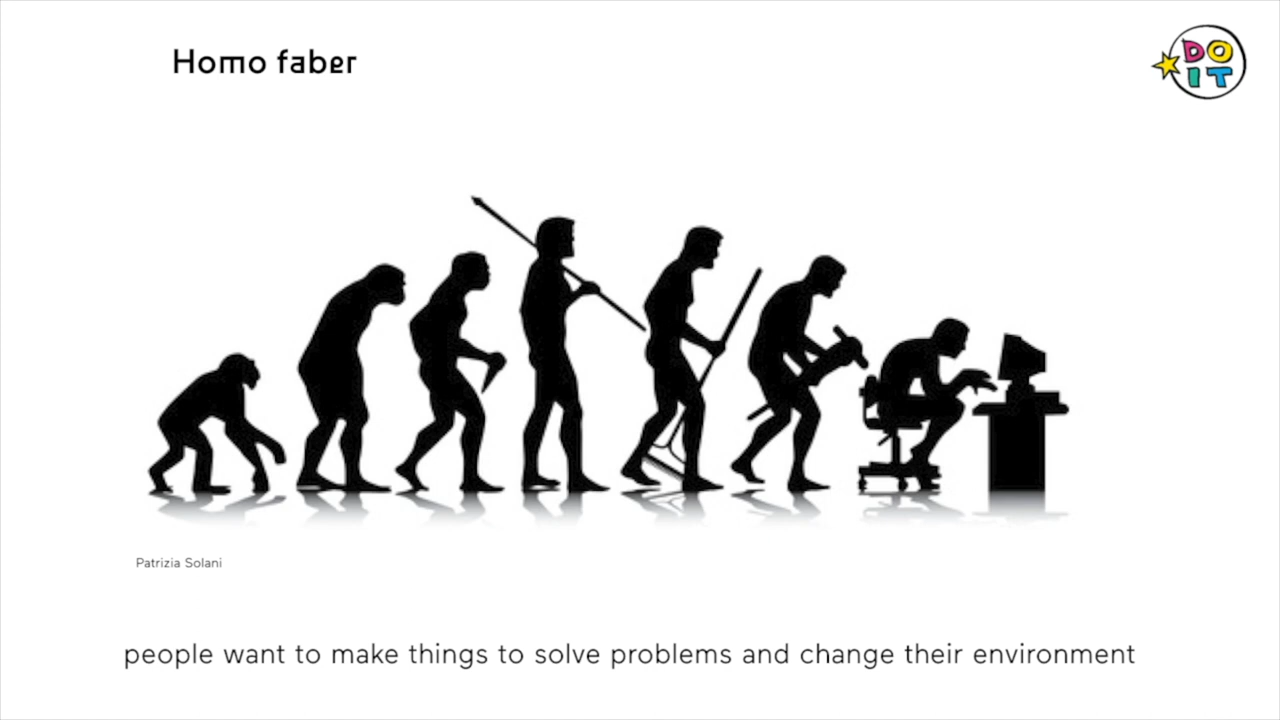 Homo faber
DO
IT
Patrizia Solani
people want to make things to solve problems and change their environment